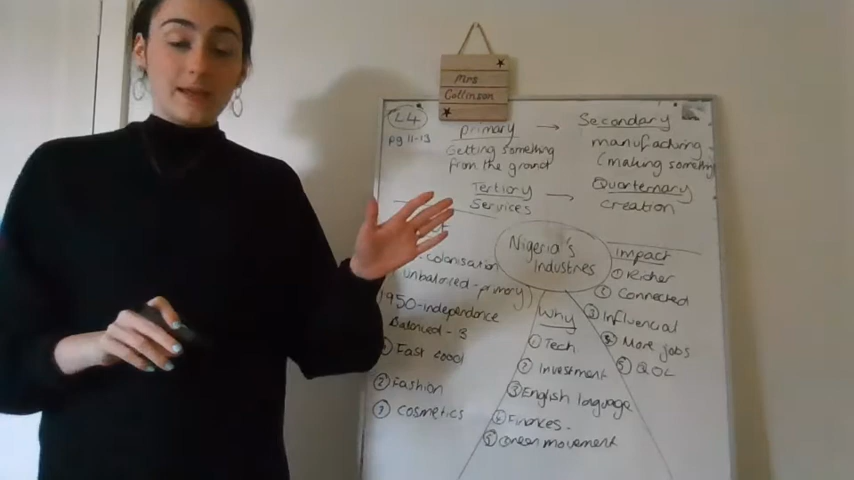 Mrs
Collinson
L4
pg 11-13
Primary
Getting something
from the ground
Secondary
manufacturing
(making something
Tertiary
Services
Quarternary
creation
Nigeria's
Industries
-colonisation
unbalanced - primary
1950 - independence
Balanced - 3
① Fast
② Fashion
③ cosmetics
Why
① Tech
② Investment
③ English language
④ Finances
⑤ Green movement
Impact
① Richer
② Connected
③ Influencial
④ More jobs
⑤ QOL